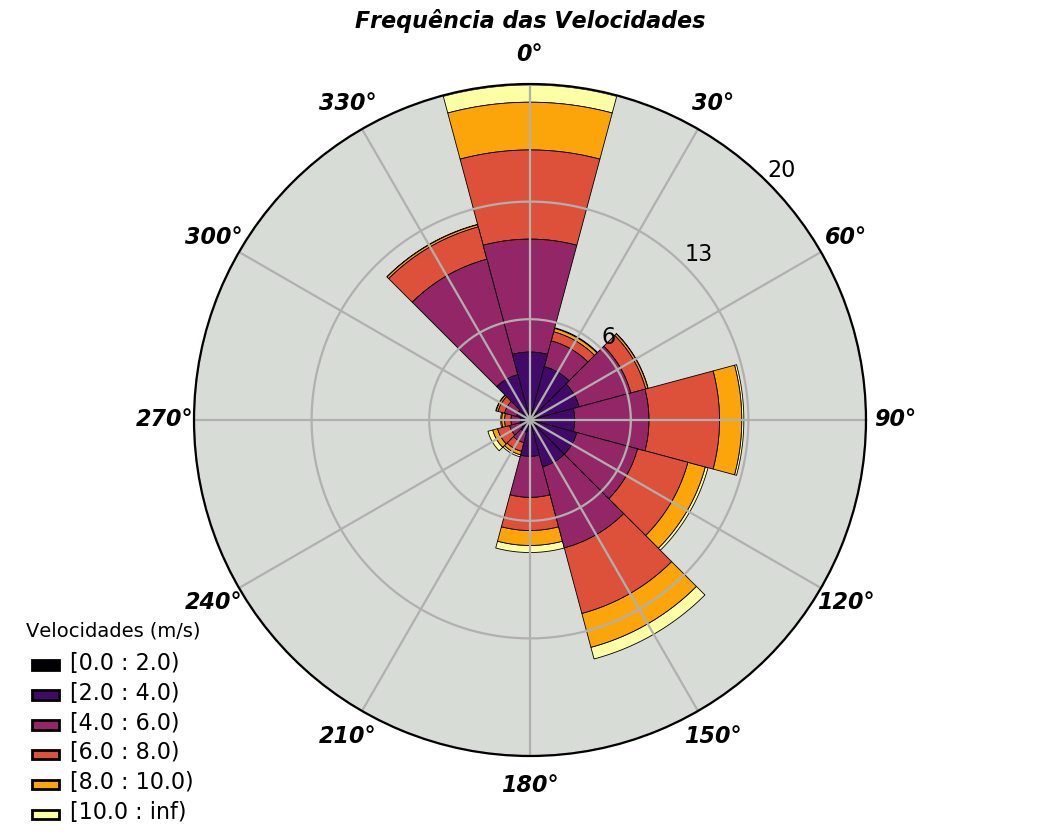 Frequência das Velocidades
0°
330°
30°
20
300°
60°
13
6
270°
90°
240°
120°
210°
150°
180°
Velocidades (m/s)
[0.0 : 2.0)
[2.0 : 4.0)
[4.0 : 6.0)
[6.0 : 8.0)
[8.0 : 10.0)
[10.0 : inf)